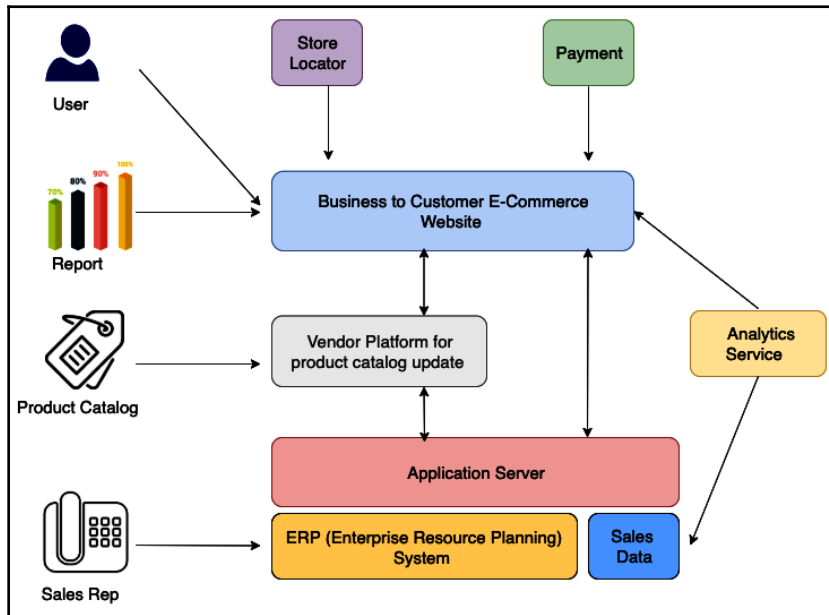 Store
Locator
Payment
User
Business to Customer E-Commerce
Website
70%
80%
90%
100%
Report
Vendor Platform for
product catalog update
Analytics
Service
Product Catalog
Application Server
ERP (Enterprise Resource Planning)
System
Sales
Data
Sales Rep